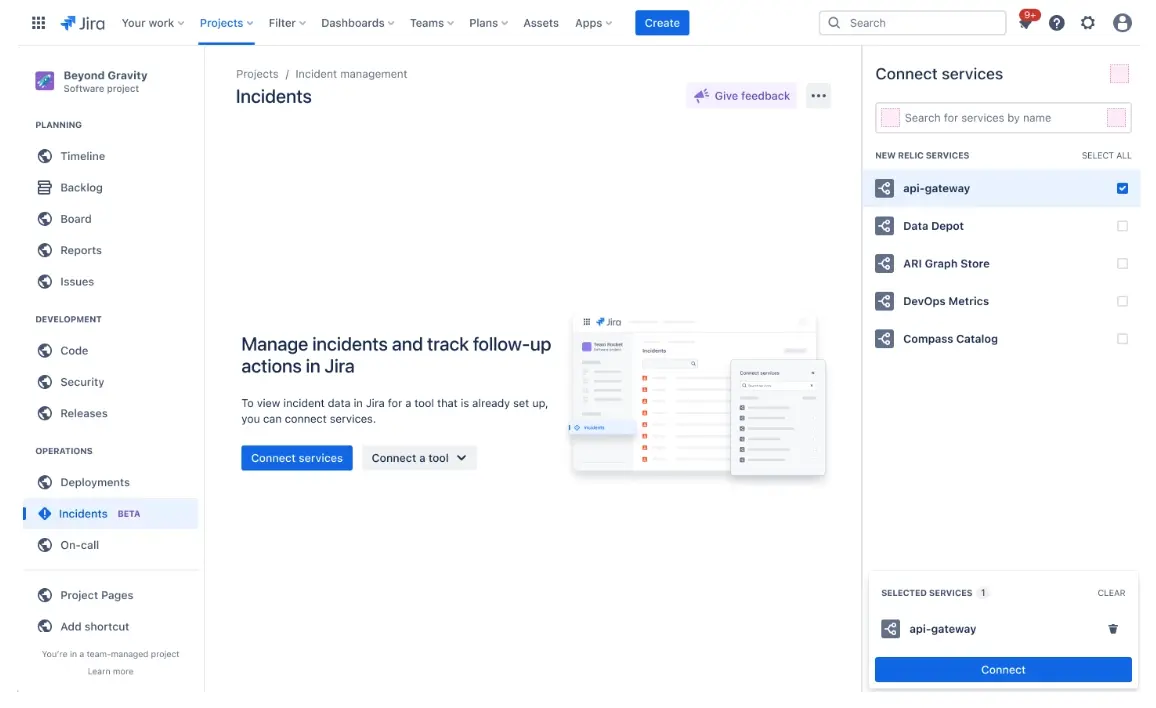 Jira
Your work
Projects
Filter
Dashboards
Teams
Plans
Assets
Apps
Create
Search
9+
Beyond Gravity
Software project
PLANNING
Timeline
Backlog
Board
Reports
Issues
DEVELOPMENT
Code
Security
Releases
OPERATIONS
Deployments
Incidents BETA
On-call
Project Pages
Add shortcut
You're in a team-managed project
Learn more
Projects / Incident management
Incidents
Give feedback
Manage incidents and track follow-up
actions in Jira
To view incident data in Jira for a tool that is already set up,
you can connect services.
Connect services
Connect a tool
Jira
Team Rocket
Software project
Incidents
Incidents
Connect services
Connect services
Search for services by name
NEW RELIC SERVICES
SELECT ALL
api-gateway
Data Depot
ARI Graph Store
DevOps Metrics
Compass Catalog
SELECTED SERVICES 1
CLEAR
api-gateway
Connect